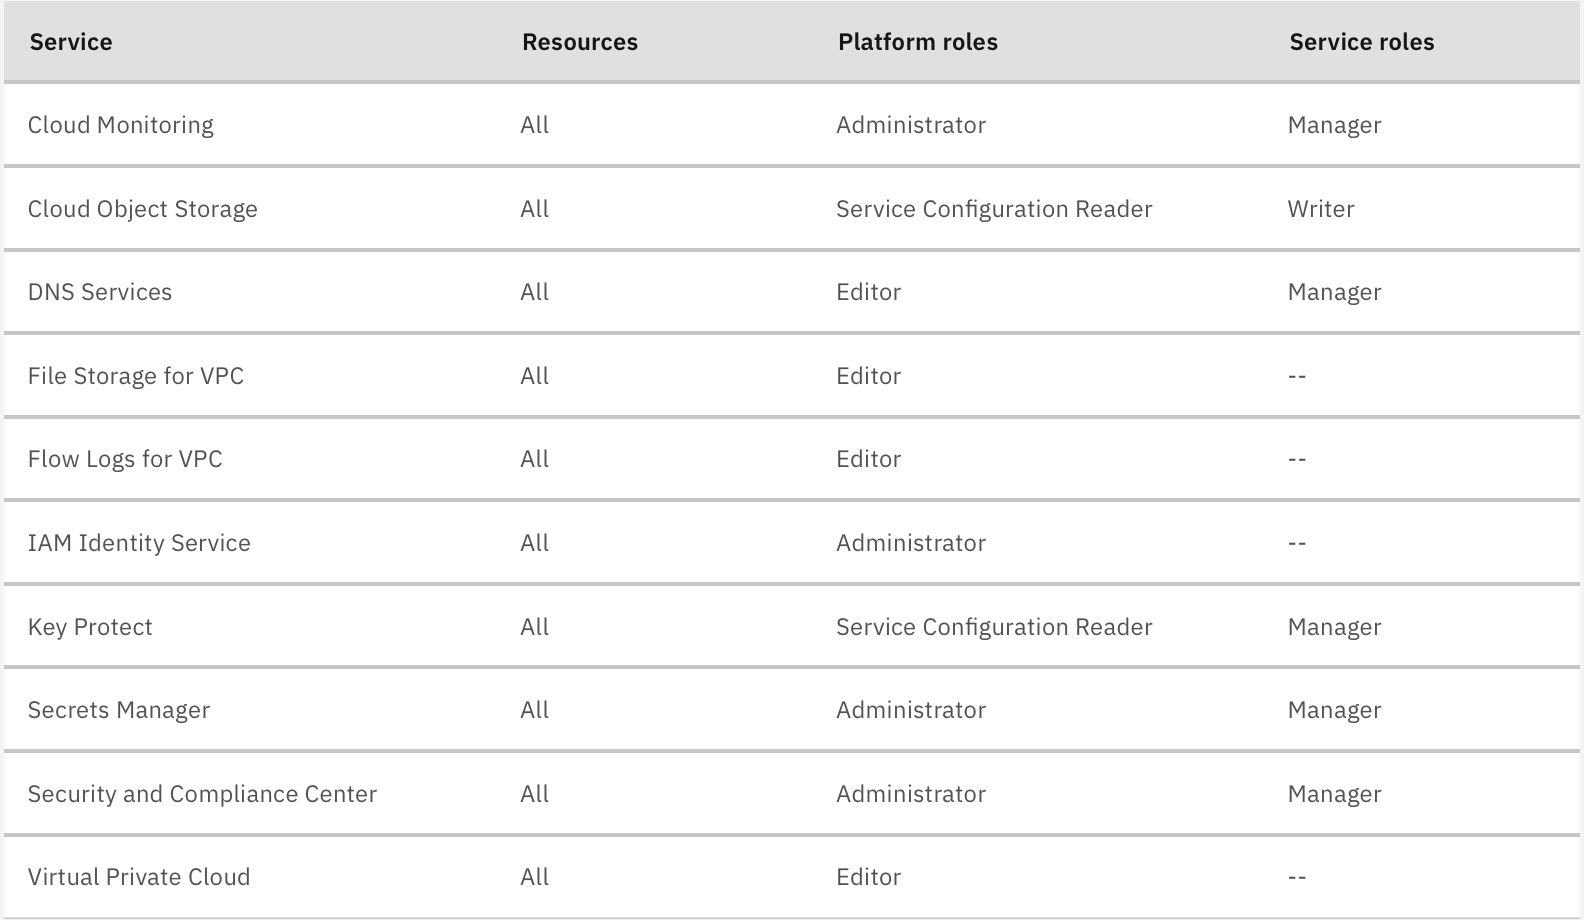 Service Resources Platform roles Service roles
Cloud Monitoring All Administrator Manager
Cloud Object Storage All Service Configuration Reader Writer
DNS Services All Editor Manager
File Storage for VPC All Editor --
Flow Logs for VPC All Editor --
IAM Identity Service All Administrator --
Key Protect All Service Configuration Reader Manager
Secrets Manager All Administrator Manager
Security and Compliance Center All Administrator Manager
Virtual Private Cloud All Editor --